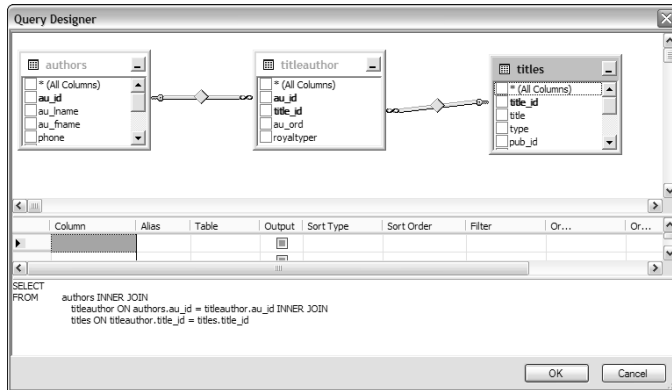 Query Designer
authors
* (All Columns)
au_id
au_lname
au_fname
phone
titleauthor
* (All Columns)
au_id
title_id
au_ord
royaltyper
titles
* (All Columns)
title_id
title
type
pub_id
Column Alias Table Output Sort Type Sort Order Filter Or... Or...
SELECT
FROM authors INNER JOIN
titleauthor ON authors.au_id = titleauthor.au_id INNER JOIN
titles ON titleauthor.title_id = titles.title_id
OK Cancel